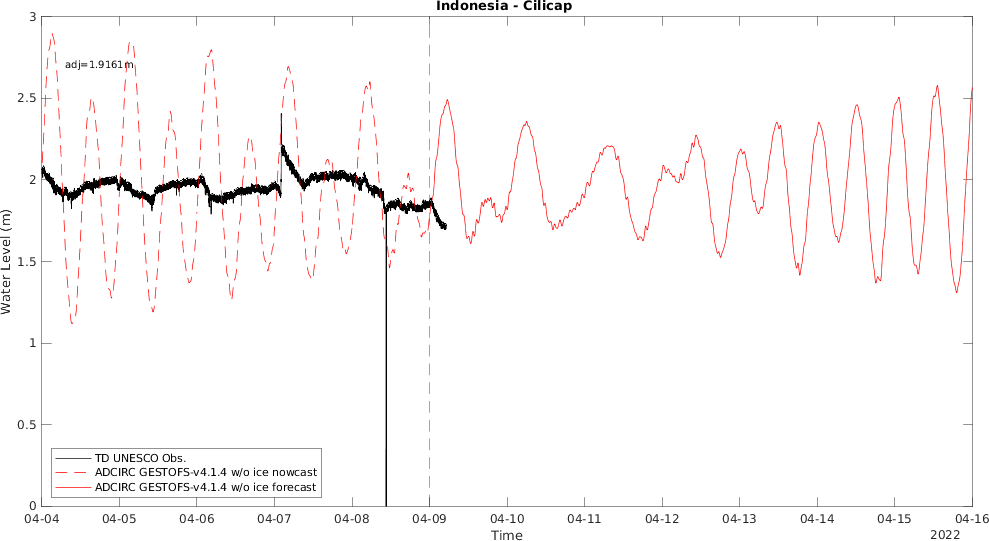 Indonesia - Cilicap
adj=1.9161m
Water Level (m)
3
2.5
2
1.5
1
0.5
0
TD UNESCO Obs.
ADCIRC GESTOFS-v4.1.4 w/o ice nowcast
ADCIRC GESTOFS-v4.1.4 w/o ice forecast
04-04 04-05 04-06 04-07 04-08 04-09 04-10 04-11 04-12 04-13 04-14 04-15 04-16
Time
2022